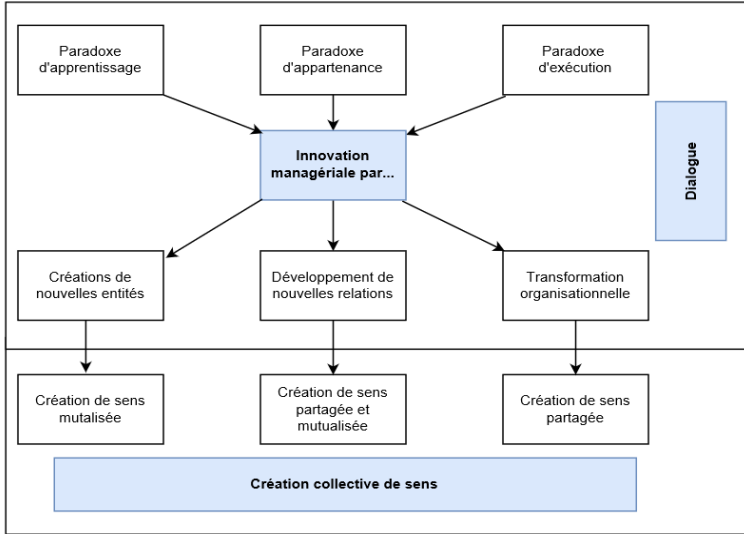 Paradoxe
d'apprentissage
Paradoxe
d'appartenance
Paradoxe
d'exécution
Innovation
managériale par...
Dialogue
Créations de
nouvelles entités
Développement de
nouvelles relations
Transformation
organisationnelle
Création de sens
mutalisée
Création de sens
partagée et
mutualisée
Création de sens
partagée
Création collective de sens